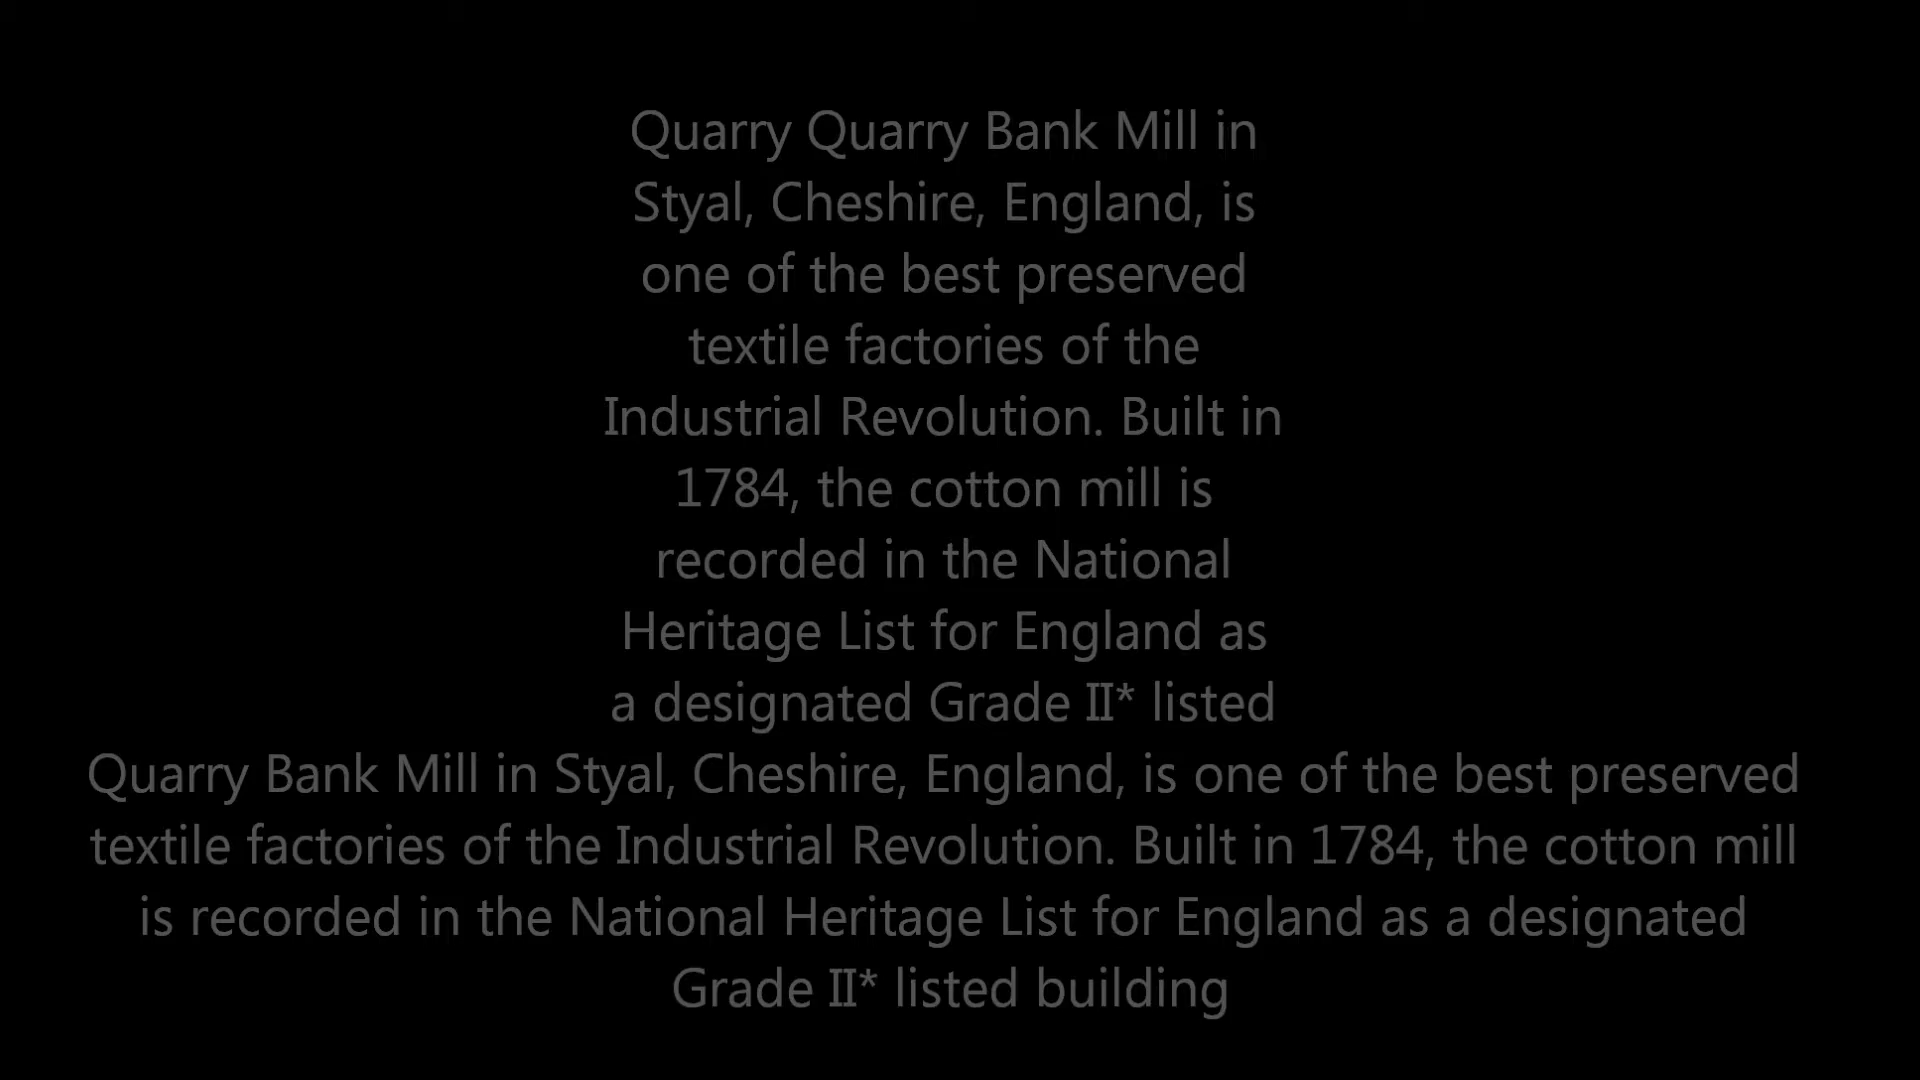 Quarry Quarry Bank Mill in
Styal, Cheshire, England, is
one of the best preserved
textile factories of the
Industrial Revolution. Built in
1784, the cotton mill is
recorded in the National
Heritage List for England as
a designated Grade II* listed
Quarry Bank Mill in Styal, Cheshire, England, is one of the best preserved
textile factories of the Industrial Revolution. Built in 1784, the cotton mill
is recorded in the National Heritage List for England as a designated
Grade II* listed building